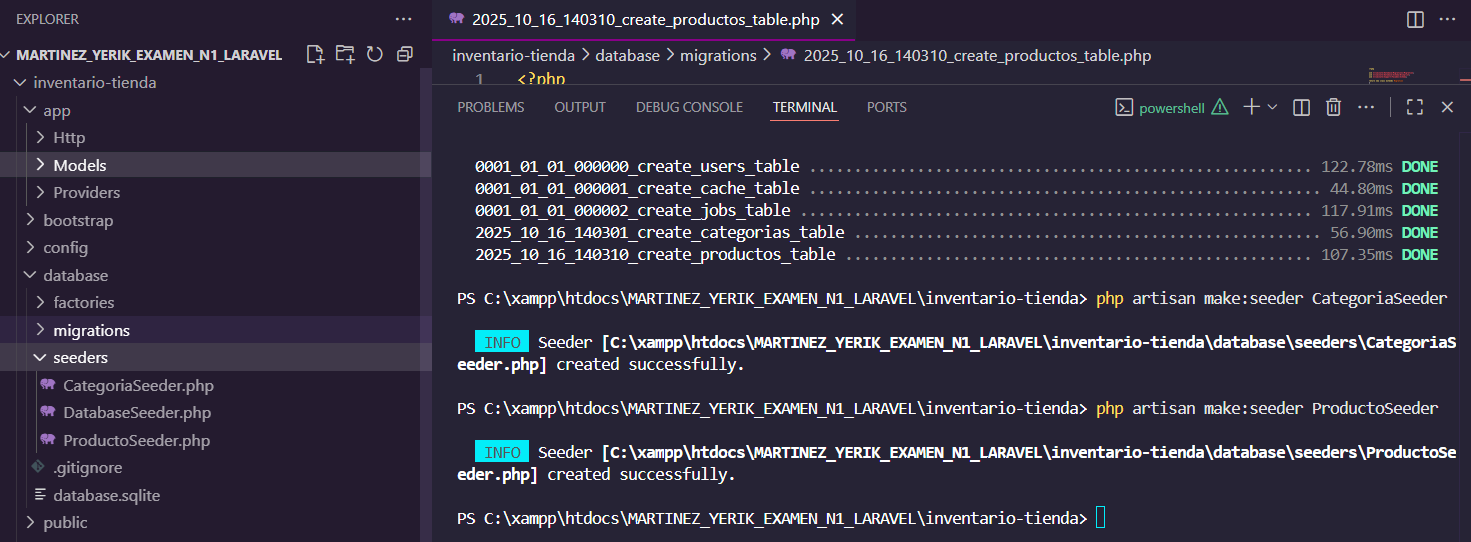 EXPLORER
MARTINEZ_YERIK_EXAMEN_N1_LARAVEL
inventario-tienda
app
Http
Models
Providers
bootstrap
config
database
factories
migrations
seeders
CategoriaSeeder.php
DatabaseSeeder.php
ProductoSeeder.php
.gitignore
database.sqlite
public
2025_10_16_140310_create_productos_table.php
inventario-tienda > database > migrations > 2025_10_16_140310_create_productos_table.php
1 <?php
PROBLEMS OUTPUT DEBUG CONSOLE TERMINAL PORTS powershell
0001_01_01_000000_create_users_table ........................................................ 122.78ms DONE
0001_01_01_000001_create_cache_table ......................................................... 44.80ms DONE
0001_01_01_000002_create_jobs_table ......................................................... 117.91ms DONE
2025_10_16_140301_create_categorias_table .................................................... 56.90ms DONE
2025_10_16_140310_create_productos_table .................................................... 107.35ms DONE
PS C:\xampp\htdocs\MARTINEZ_YERIK_EXAMEN_N1_LARAVEL\inventario-tienda> php artisan make:seeder CategoriaSeeder
INFO Seeder [C:\xampp\htdocs\MARTINEZ_YERIK_EXAMEN_N1_LARAVEL\inventario-tienda\database\seeders\CategoriaS
eeder.php] created successfully.
PS C:\xampp\htdocs\MARTINEZ_YERIK_EXAMEN_N1_LARAVEL\inventario-tienda> php artisan make:seeder ProductoSeeder
INFO Seeder [C:\xampp\htdocs\MARTINEZ_YERIK_EXAMEN_N1_LARAVEL\inventario-tienda\database\seeders\ProductoSe
eder.php] created successfully.
PS C:\xampp\htdocs\MARTINEZ_YERIK_EXAMEN_N1_LARAVEL\inventario-tienda>